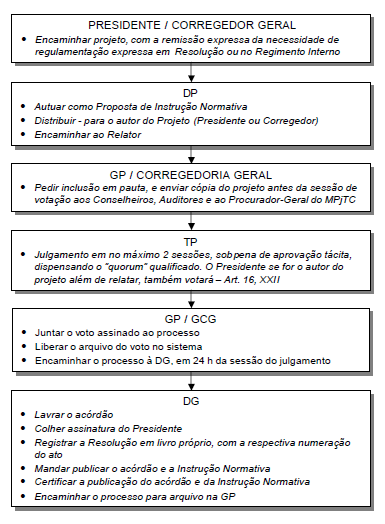 PRESIDENTE / CORREGEDOR GERAL
• Encaminhar projeto, com a remissão expressa da necessidade de
regulamentação expressa em Resolução ou no Regimento Interno
DP
• Autuar como Proposta de Instrução Normativa
• Distribuir - para o autor do Projeto (Presidente ou Corregedor)
• Encaminhar ao Relator
GP / CORREGEDORIA GERAL
• Pedir inclusão em pauta, e enviar cópia do projeto antes da sessão de
votação aos Conselheiros, Auditores e ao Procurador-Geral do MPjTC
TP
• Julgamento em no máximo 2 sessões, sobpena de aprovação tácita,
dispensando o "quorum" qualificado. O Presidente se for o autor do
projeto além de relatar, também votará – Art. 16, XXII
GP / GCG
• Juntar o voto assinado ao processo
• Liberar o arquivo do voto no sistema
• Encaminhar o processo à DG, em 24 h da sessão do julgamento
DG
• Lavrar o acórdão
• Colher assinatura do Presidente
• Registrar a Resolução em livro próprio, com a respectiva numeração
do ato
• Mandar publicar o acórdão e a Instrução Normativa
• Certificar a publicação do acórdão e da Instrução Normativa
• Encaminhar o processo para arquivo na GP